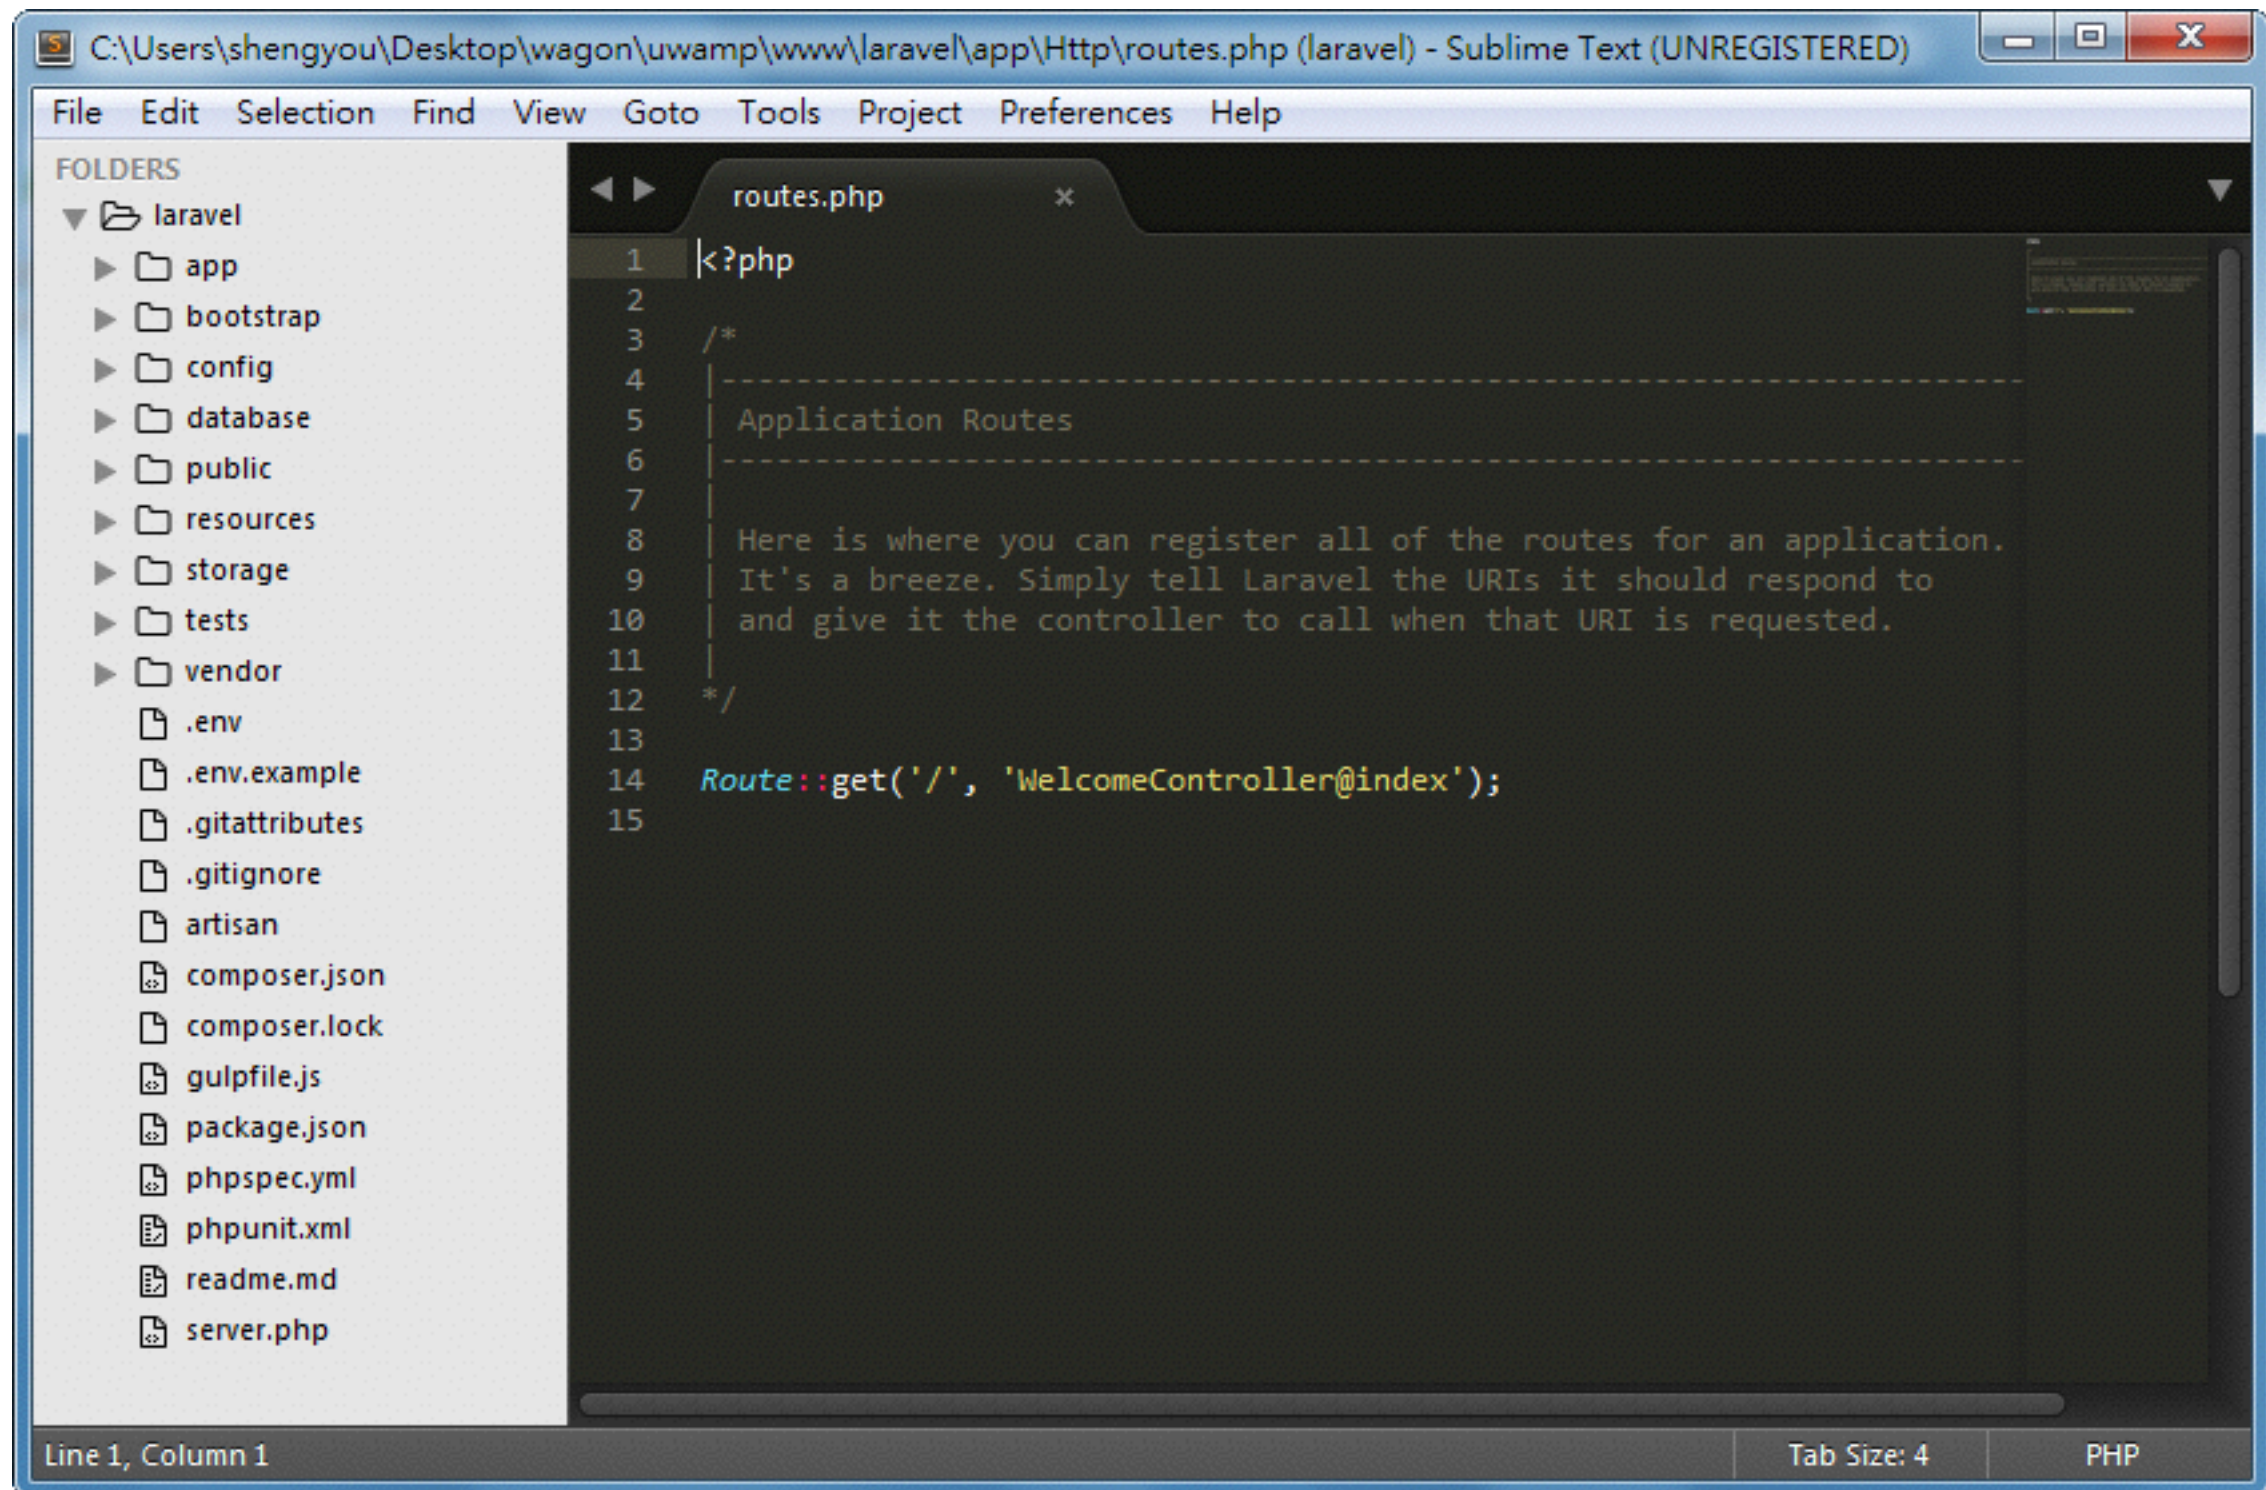 C:\Users\shengyou\Desktop\wagon\uwamp\www\laravel\app\Http\routes.php (laravel) - Sublime Text (UNREGISTERED)
File Edit Selection Find View Goto Tools Project Preferences Help
FOLDERS
laravel
app
bootstrap
config
database
public
resources
storage
tests
vendor
.env
.env.example
.gitattributes
.gitignore
artisan
composer.json
composer.lock
gulpfile.js
package.json
phpspec.yml
phpunit.xml
readme.md
server.php
routes.php
1 <?php
2
3 /*
4 |--------------------------------------------------------------------------
5 | Application Routes
6 |--------------------------------------------------------------------------
7 |
8 | Here is where you can register all of the routes for an application.
9 | It's a breeze. Simply tell Laravel the URIs it should respond to
10 | and give it the controller to call when that URI is requested.
11 |
12 */
13
14 Route::get('/', 'WelcomeController@index');
15
Line 1, Column 1
Tab Size: 4
PHP